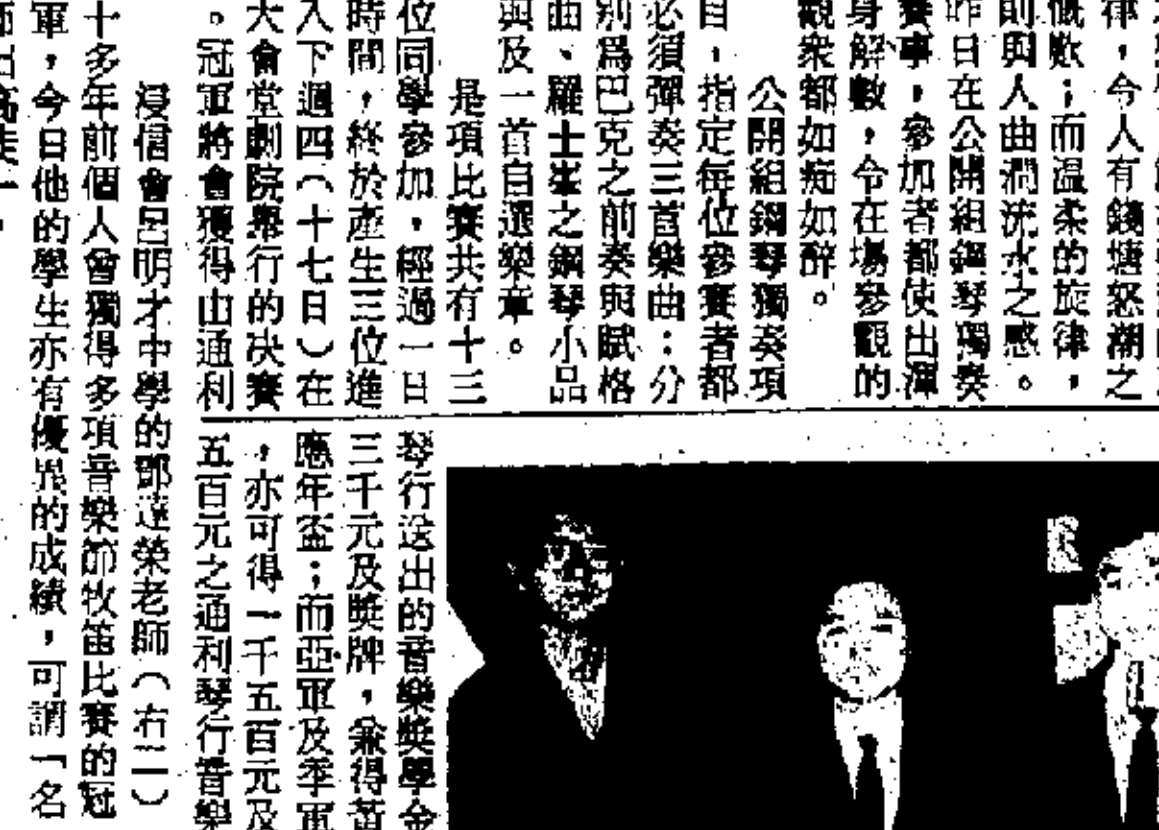 律，今人有錢塘怒潮之
慨歎；而温柔的旋律，
則與人曲澗流水之感。
昨日在公開組鋼琴獨奏
賽事，參加者都使出渾
身解數，令在場參觀的
觀衆都如痴如醉。
公開組鋼琴獨奏項
目，指定每位參賽者都
必須彈奏三首樂曲：分
別爲巴克之前奏與賦格
曲、羅士峯之鋼琴小品
與及一首自選樂章。
是項比賽共有十三
位同學參加，經過一日
時間，終於產生三位進
入下週四（十七日）在
大會堂劇院舉行的决賽
。冠軍將會獲得由通利
琴行送出的音樂獎學金
三千元及獎牌，兼得黃
應年盃；而亞軍及季軍
，亦可得一千五百元及
五百元之通利琴行音樂
浸信會呂明才中學的鄧達榮老師（右二）
十多年前個人曾獨得多項音樂節牧笛比賽的冠
軍，今日他的學生亦有優異的成績，可謂「名
師出高徒」，